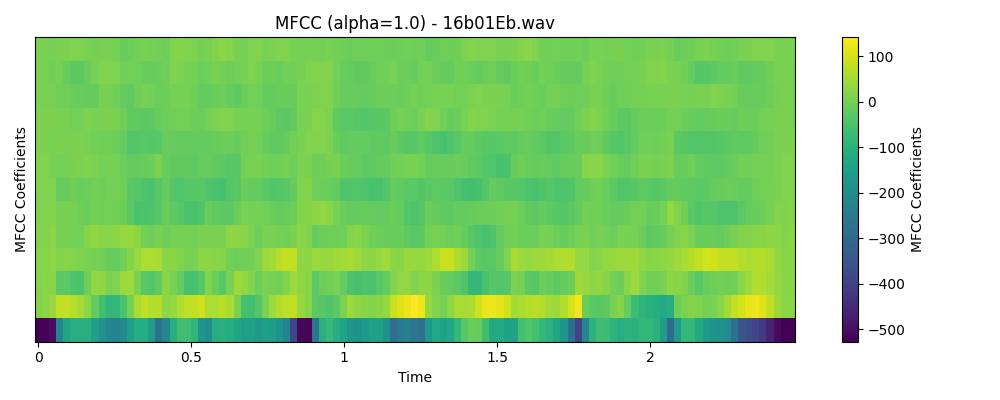 MFCC (alpha=1.0) - 16b01Eb.wav
MFCC Coefficients
0 0.5 1 1.5 2
Time
100
0
−100
−200
−300
−400
−500
MFCC Coefficients